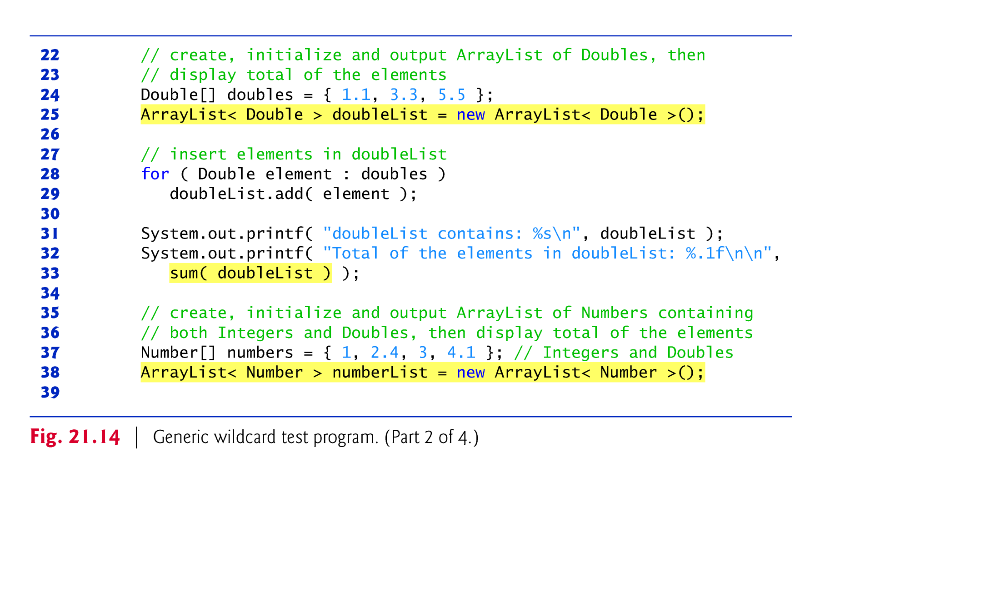 22 // create, initialize and output ArrayList of Doubles, then
23 // display total of the elements
24 Double[] doubles = { 1.1, 3.3, 5.5 };
25 ArrayList< Double > doubleList = new ArrayList< Double >();
26
27 // insert elements in doubleList
28 for ( Double element : doubles )
29    doubleList.add( element );
30
31 System.out.printf( "doubleList contains: %s\n", doubleList );
32 System.out.printf( "Total of the elements in doubleList: %.1f\n\n",
33    sum( doubleList ) );
34
35 // create, initialize and output ArrayList of Numbers containing
36 // both Integers and Doubles, then display total of the elements
37 Number[] numbers = { 1, 2.4, 3, 4.1 }; // Integers and Doubles
38 ArrayList< Number > numberList = new ArrayList< Number >();
39
Fig. 21.14 | Generic wildcard test program. (Part 2 of 4.)